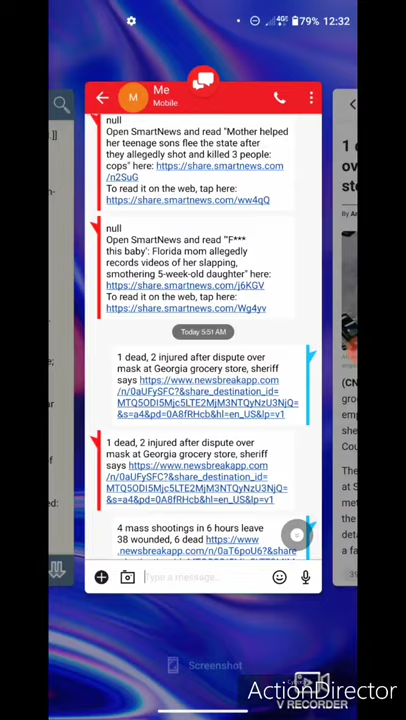 79% 12:32
Me
Mobile
M
null
Open SmartNews and read "Mother helped
her teenage sons flee the state after
they allegedly shot and killed 3 people:
cops" here: https://share.smartnews.com
/n2SuG
To read it on the web, tap here:
https://share.smartnews.com/ww4qQ
null
Open SmartNews and read "'F***
this baby': Florida mom allegedly
records videos of her slapping,
smothering 5-week-old daughter" here:
https://share.smartnews.com/j6KGV
To read it on the web, tap here:
https://share.smartnews.com/Wg4yv
Today 5:51 AM
1 dead, 2 injured after dispute over
mask at Georgia grocery store, sheriff
says https://www.newsbreakapp.com
/n/0aUFySFC?&share_destination_id=
MTQ5ODI5Mjc5LTE2MjM3NTQyNzU3NQ=
&s=a4&pd=0A8fRHcb&hl=en_US&lp=v1
1 dead, 2 injured after dispute over
mask at Georgia grocery store, sheriff
says https://www.newsbreakapp.com
/n/0aUFySFC?&share_destination_id=
MTQ5ODI5Mjc5LTE2MjM3NTQyNzU3NQ=
&s=a4&pd=0A8fRHcb&hl=en_US&lp=v1
4 mass shootings in 6 hours leave
38 wounded, 6 dead https://www
.newsbreakapp.com/n/0aT6poU6?&share
Type a message...
(CN
The
at S
a fa
Screenshot
ActionDirector
V RECORDER